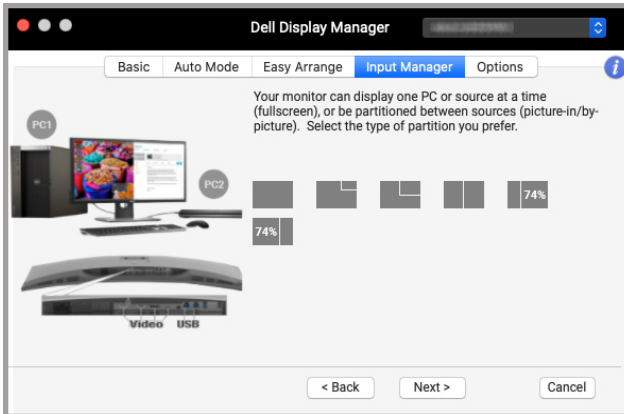 Dell Display Manager
Basic Auto Mode Easy Arrange Input Manager Options
i
Your monitor can display one PC or source at a time
(fullscreen), or be partitioned between sources (picture-in/by-
picture). Select the type of partition you prefer.
PC1
PC2
74%
74%
Video USB
< Back Next > Cancel